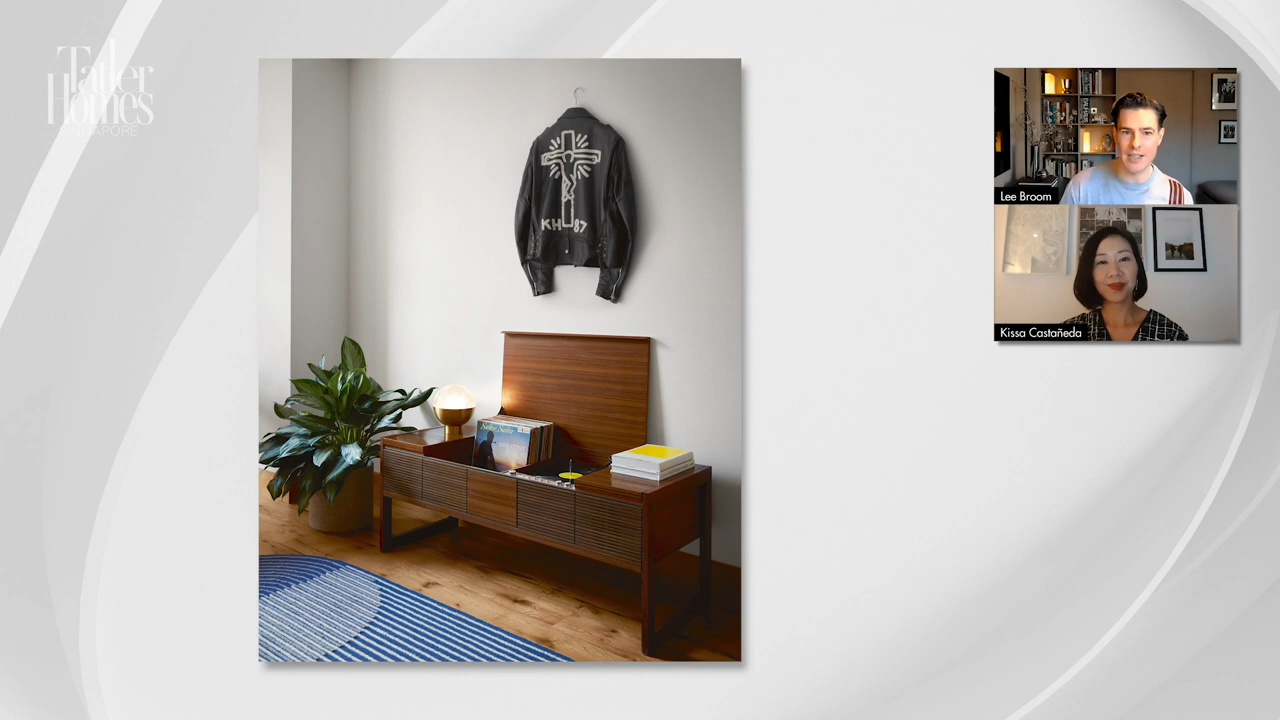 Tatler
Homes
SINGAPORE
KH 87
Lee Broom
Kissa Castañeda